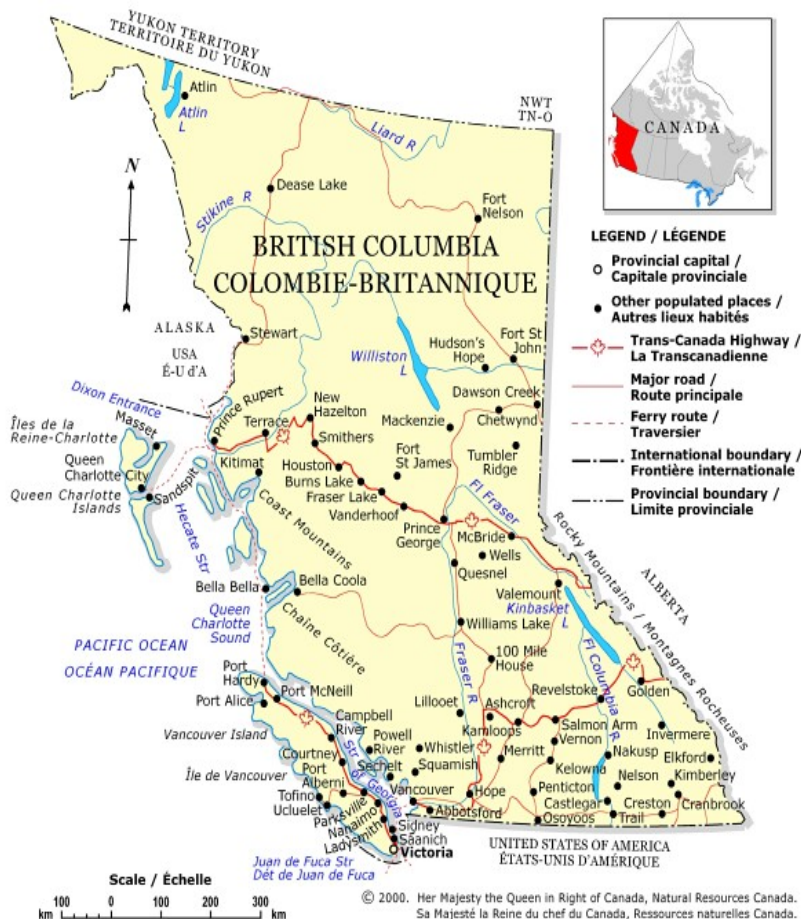 YUKON TERRITORY
TERRITOIRE DU YUKON
NWT
TN-O
CANADA
Atlin
Atlin
L
Liard R
N
Dease Lake
Fort
Nelson
Stikine R
BRITISH COLUMBIA
COLOMBIE-BRITANNIQUE
LEGEND / LÉGENDE
Provincial capital /
Capitale provinciale
Other populated places /
Autres lieux habités
Trans-Canada Highway /
La Transcanadienne
Major road /
Route principale
Ferry route /
Traversier
International boundary /
Frontière internationale
Provincial boundary /
Limite provinciale
ALASKA
USA
É-U d'A
Stewart
Williston
L
Hudson's
Hope
Fort St
John
Dawson Creek
Chetwynd
Mackenzie
Tumbler
Ridge
Dixon Entrance
Prince Rupert
Terrace
New
Hazelton
Smithers
Îles de la
Reine-Charlotte
Masset
Queen
Charlotte City
Queen Charlotte
Islands
Sandspit
Kitimat
Houston
Burns Lake
Fraser Lake
Vanderhoof
Fort
St James
Prince
George
Fl Fraser
McBride
Wells
Quesnel
Valemount
Kinbasket
L
Rocky Mountains / Montagnes Rocheuses
ALBERTA
Hecate Str
Coast Mountains
Chaîne Côtière
Bella Bella
Bella Coola
Queen
Charlotte
Sound
Williams Lake
100 Mile
House
Fraser R
Fl Columbia R
PACIFIC OCEAN
OCÉAN PACIFIQUE
Port
Hardy
Port McNeill
Port Alice
Vancouver Island
Île de Vancouver
Campbell
River
Courtney
Port
Alberni
Tofino
Ucluelet
Parksville
Nanaimo
Ladysmith
Powell
River
Sechelt
Str of Georgia
Lillooet
Whistler
Squamish
Vancouver
Abbotsford
Hope
Ashcroft
Kamloops
Merritt
Revelstoke
Golden
Salmon Arm
Vernon
Kelowna
Penticton
Osoyoos
Invermere
Nakusp
Elkford
Nelson
Kimberley
Castlegar
Creston
Cranbrook
Trail
Sidney
Saanich
Victoria
Juan de Fuca Str
Dét de Juan de Fuca
UNITED STATES OF AMERICA
ÉTATS-UNIS D'AMÉRIQUE
Scale / Échelle
100 0 100 200 300
km km
© 2000. Her Majesty the Queen in Right of Canada, Natural Resources Canada.
Sa Majesté la Reine du chef du Canada, Ressources naturelles Canada.